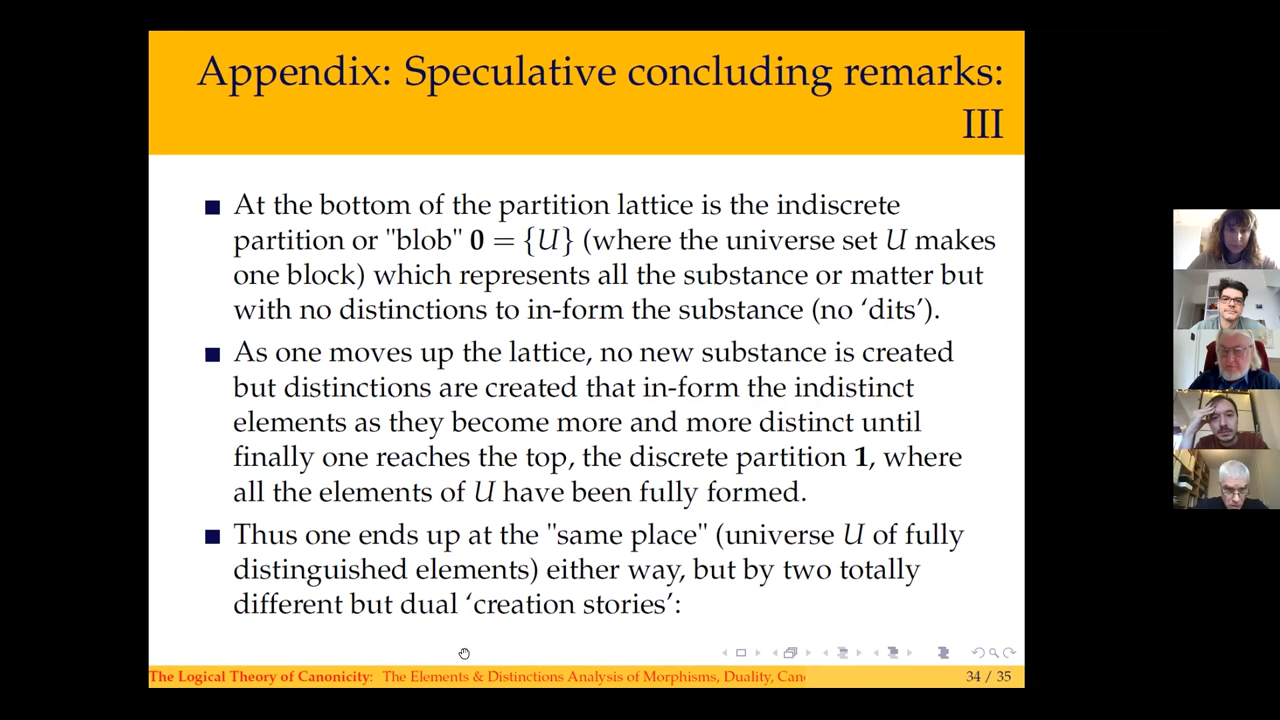 Appendix: Speculative concluding remarks:
III
At the bottom of the partition lattice is the indiscrete
partition or "blob" 0 = {U} (where the universe set U makes
one block) which represents all the substance or matter but
with no distinctions to in-form the substance (no ‘dits’).
As one moves up the lattice, no new substance is created
but distinctions are created that in-form the indistinct
elements as they become more and more distinct until
finally one reaches the top, the discrete partition 1, where
all the elements of U have been fully formed.
Thus one ends up at the "same place" (universe U of fully
distinguished elements) either way, but by two totally
different but dual ‘creation stories’:
The Logical Theory of Canonicity: The Elements & Distinctions Analysis of Morphisms, Duality, Can
34 / 35